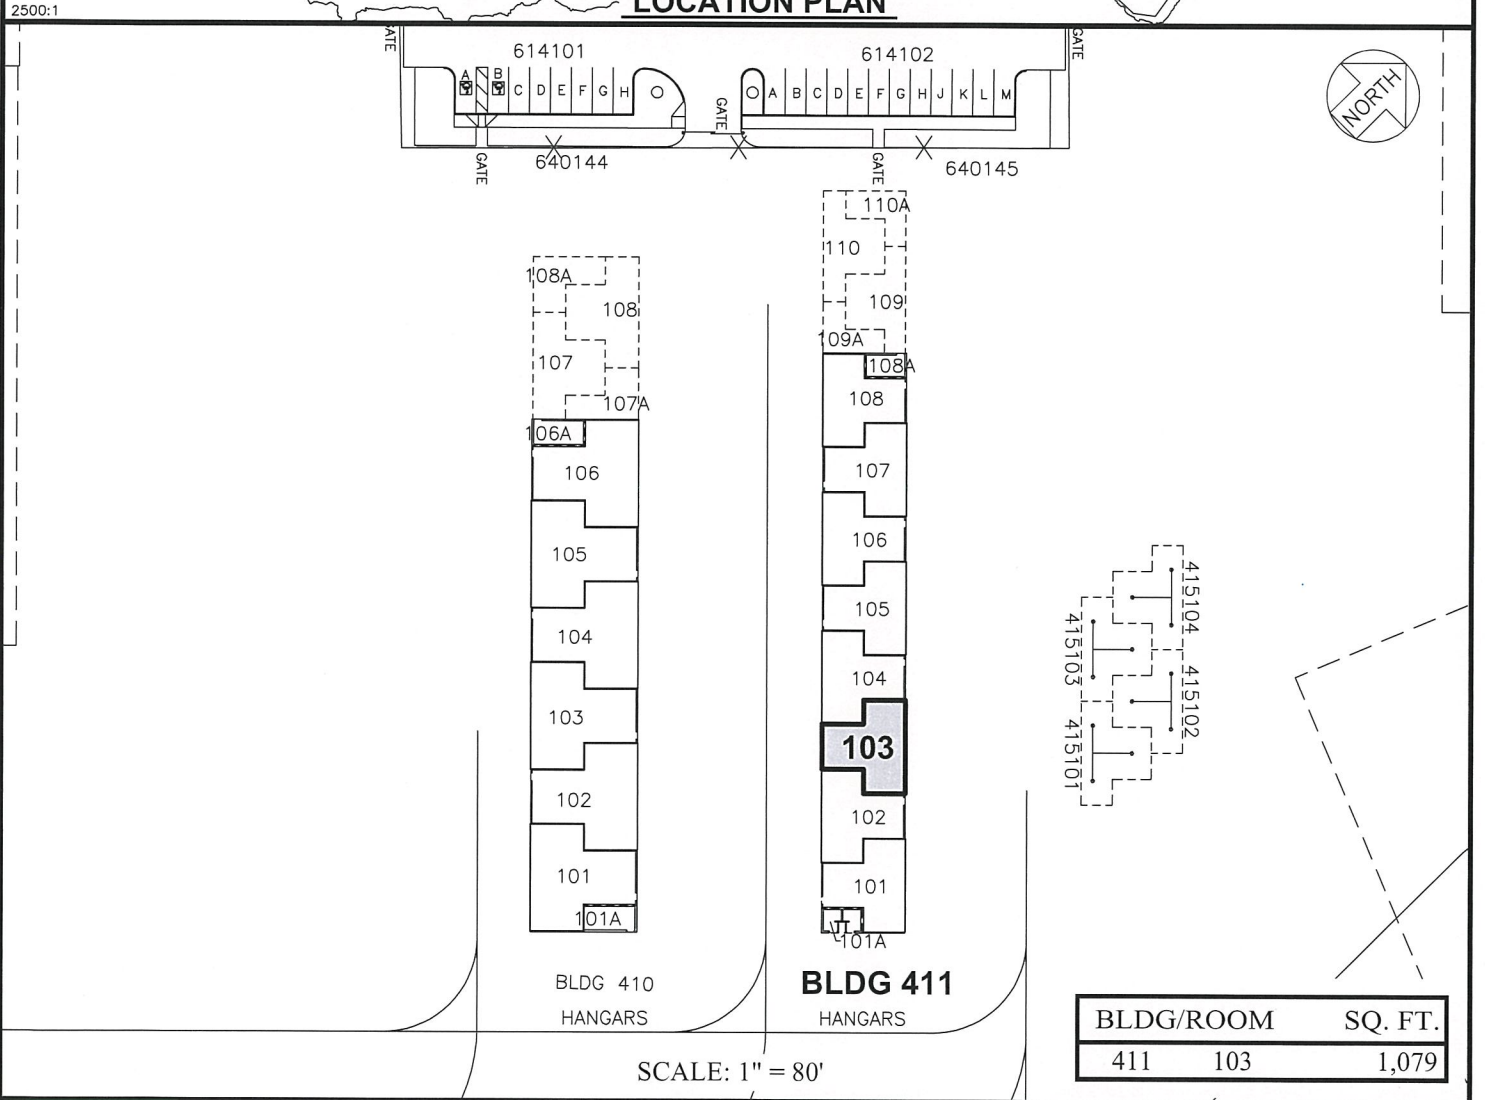 LOCATION PLAN
2500:1
GATE
GATE
614101
614102
A
B
C D E F G H
A B C D E F G H J K L M
NORTH
GATE
640144
GATE
GATE
640145
110A
110
108A
108
109
109A
107
108A
107A
108
106A
106
107
105
106
105
104
104
103
103
102
102
101
101
101A
101A
415104
415103
415102
415101
BLDG 410
HANGARS
BLDG 411
HANGARS
BLDG/ROOM SQ. FT.
411 103 1,079
SCALE: 1" = 80'